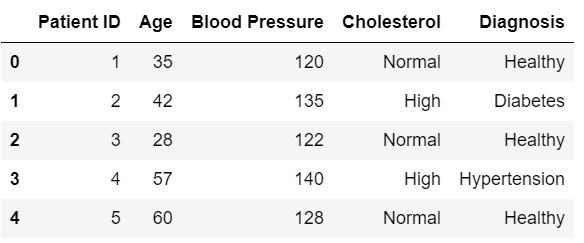 Patient ID Age Blood Pressure Cholesterol Diagnosis
0 1 35 120 Normal Healthy
1 2 42 135 High Diabetes
2 3 28 122 Normal Healthy
3 4 57 140 High Hypertension
4 5 60 128 Normal Healthy